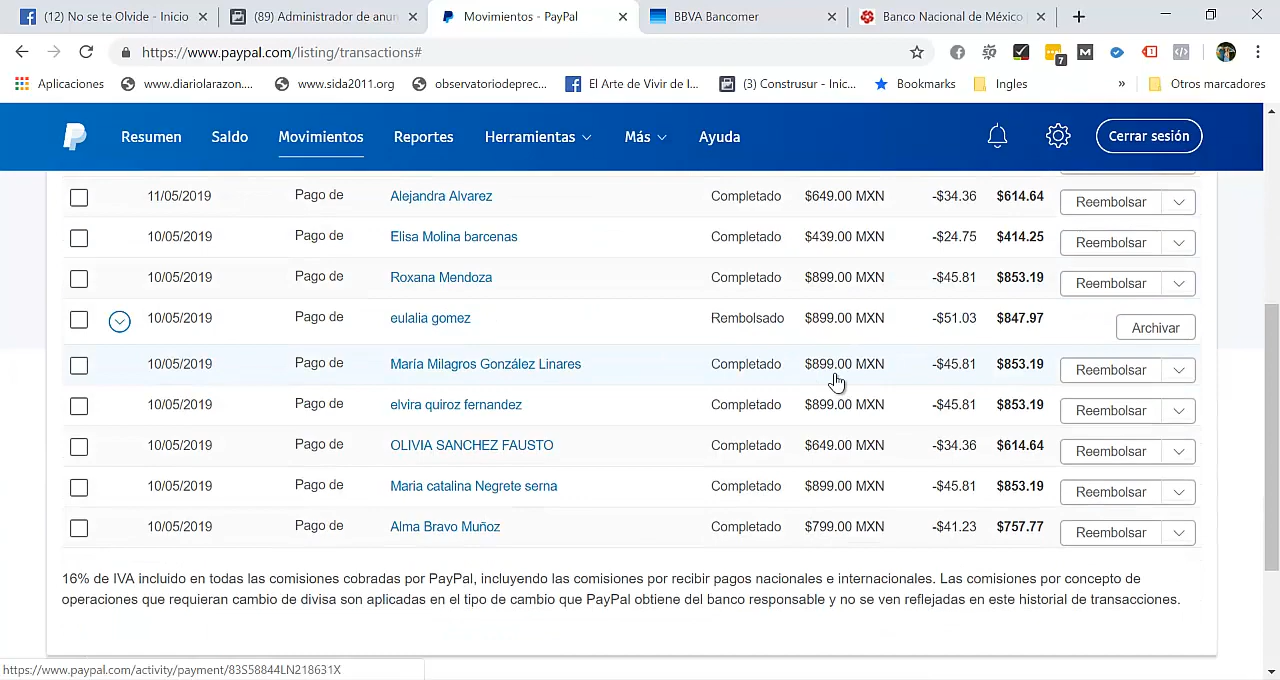 (12) No se te Olvide - Inicio
(89) Administrador de anun
Movimientos - PayPal
BBVA Bancomer
Banco Nacional de México
https://www.paypal.com/listing/transactions#
7
1
M
Aplicaciones
www.diariolarazon....
www.sida2011.org
observatoriodeprec...
El Arte de Vivir de l...
(3) Construsur - Inic...
Bookmarks
Ingles
»
Otros marcadores
Resumen
Saldo
Movimientos
Reportes
Herramientas
Más
Ayuda
Cerrar sesión
11/05/2019 Pago de Alejandra Alvarez Completado $649.00 MXN -$34.36 $614.64 Reembolsar
10/05/2019 Pago de Elisa Molina barcenas Completado $439.00 MXN -$24.75 $414.25 Reembolsar
10/05/2019 Pago de Roxana Mendoza Completado $899.00 MXN -$45.81 $853.19 Reembolsar
10/05/2019 Pago de eulalia gomez Rembolsado $899.00 MXN -$51.03 $847.97 Archivar
10/05/2019 Pago de María Milagros González Linares Completado $899.00 MXN -$45.81 $853.19 Reembolsar
10/05/2019 Pago de elvira quiroz fernandez Completado $899.00 MXN -$45.81 $853.19 Reembolsar
10/05/2019 Pago de OLIVIA SANCHEZ FAUSTO Completado $649.00 MXN -$34.36 $614.64 Reembolsar
10/05/2019 Pago de Maria catalina Negrete serna Completado $899.00 MXN -$45.81 $853.19 Reembolsar
10/05/2019 Pago de Alma Bravo Muñoz Completado $799.00 MXN -$41.23 $757.77 Reembolsar
16% de IVA incluido en todas las comisiones cobradas por PayPal, incluyendo las comisiones por recibir pagos nacionales e internacionales. Las comisiones por concepto de
operaciones que requieran cambio de divisa son aplicadas en el tipo de cambio que PayPal obtiene del banco responsable y no se ven reflejadas en este historial de transacciones.
https://www.paypal.com/activity/payment/83S58844LN218631X